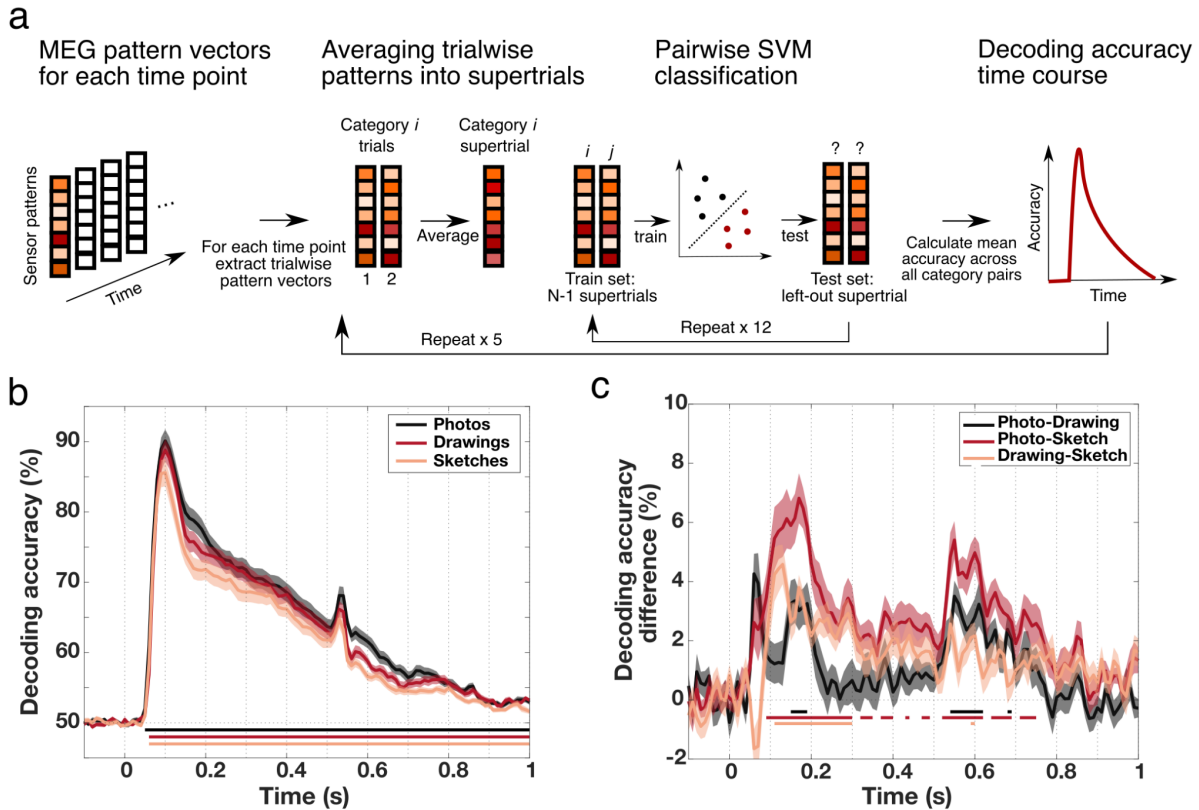 a
MEG pattern vectors
for each time point
Averaging trialwise
patterns into supertrials
Pairwise SVM
classification
Decoding accuracy
time course
Sensor patterns
...
Time
For each time point
extract trialwise
pattern vectors
Category i
trials
1 2
Average
Category i
supertrial
i j
Train set:
N-1 supertrials
train
test
? ?
Test set:
left-out supertrial
Calculate mean
accuracy across
all category pairs
Accuracy
Time
Repeat x 12
Repeat x 5
b
Decoding accuracy (%)
90
80
70
60
50
Photos
Drawings
Sketches
0 0.2 0.4 0.6 0.8 1
Time (s)
c
Decoding accuracy
difference (%)
10
8
6
4
2
0
-2
Photo-Drawing
Photo-Sketch
Drawing-Sketch
0 0.2 0.4 0.6 0.8 1
Time (s)